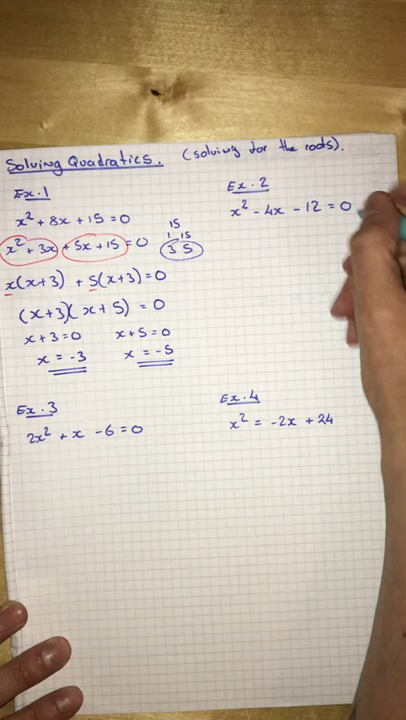 Solving Quadratics. (solving for the roots).
Ex.1
x² + 8x + 15 = 0
15
1 15
x² + 3x + 5x + 15 = 0 3 5
x(x+3) + 5(x+3) = 0
(x+3)(x+5) = 0
x+3=0 x+5=0
x = -3 x = -5
Ex.2
x² - 4x - 12 = 0
Ex.3
2x² + x - 6 = 0
Ex.4
x² = -2x + 24